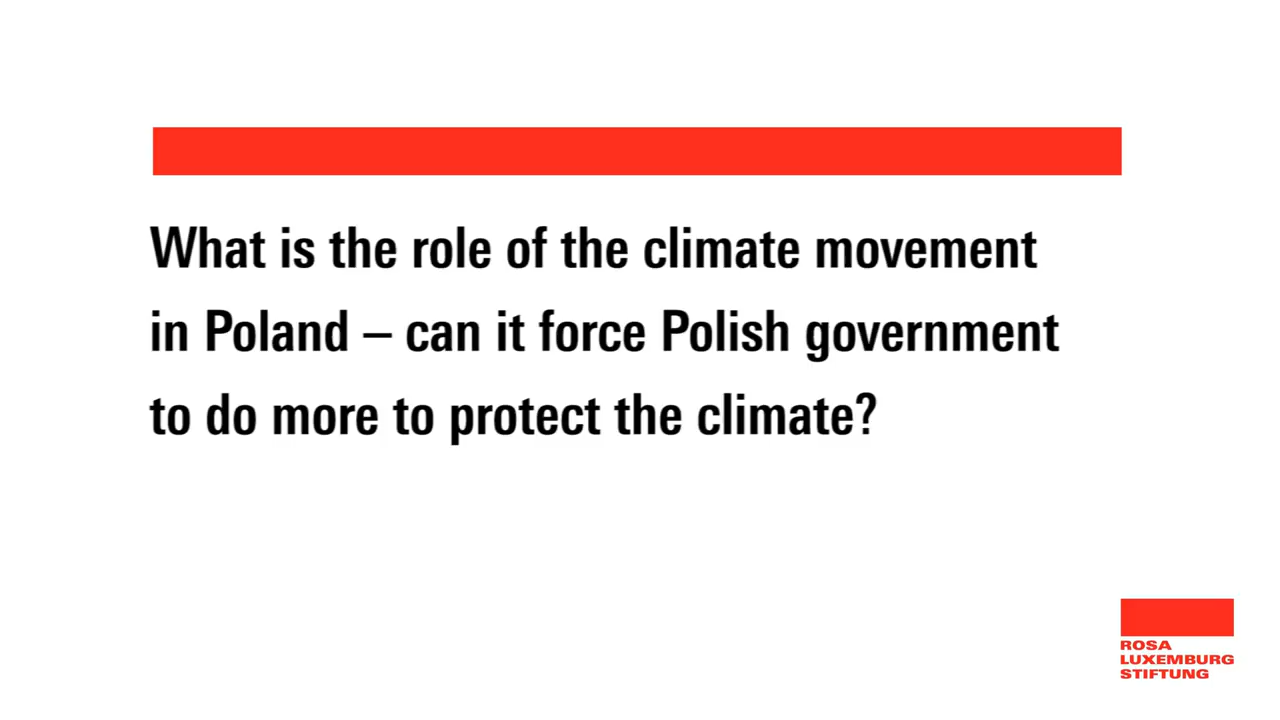 What is the role of the climate movement
in Poland – can it force Polish government
to do more to protect the climate?
ROSA
LUXEMBURG
STIFTUNG